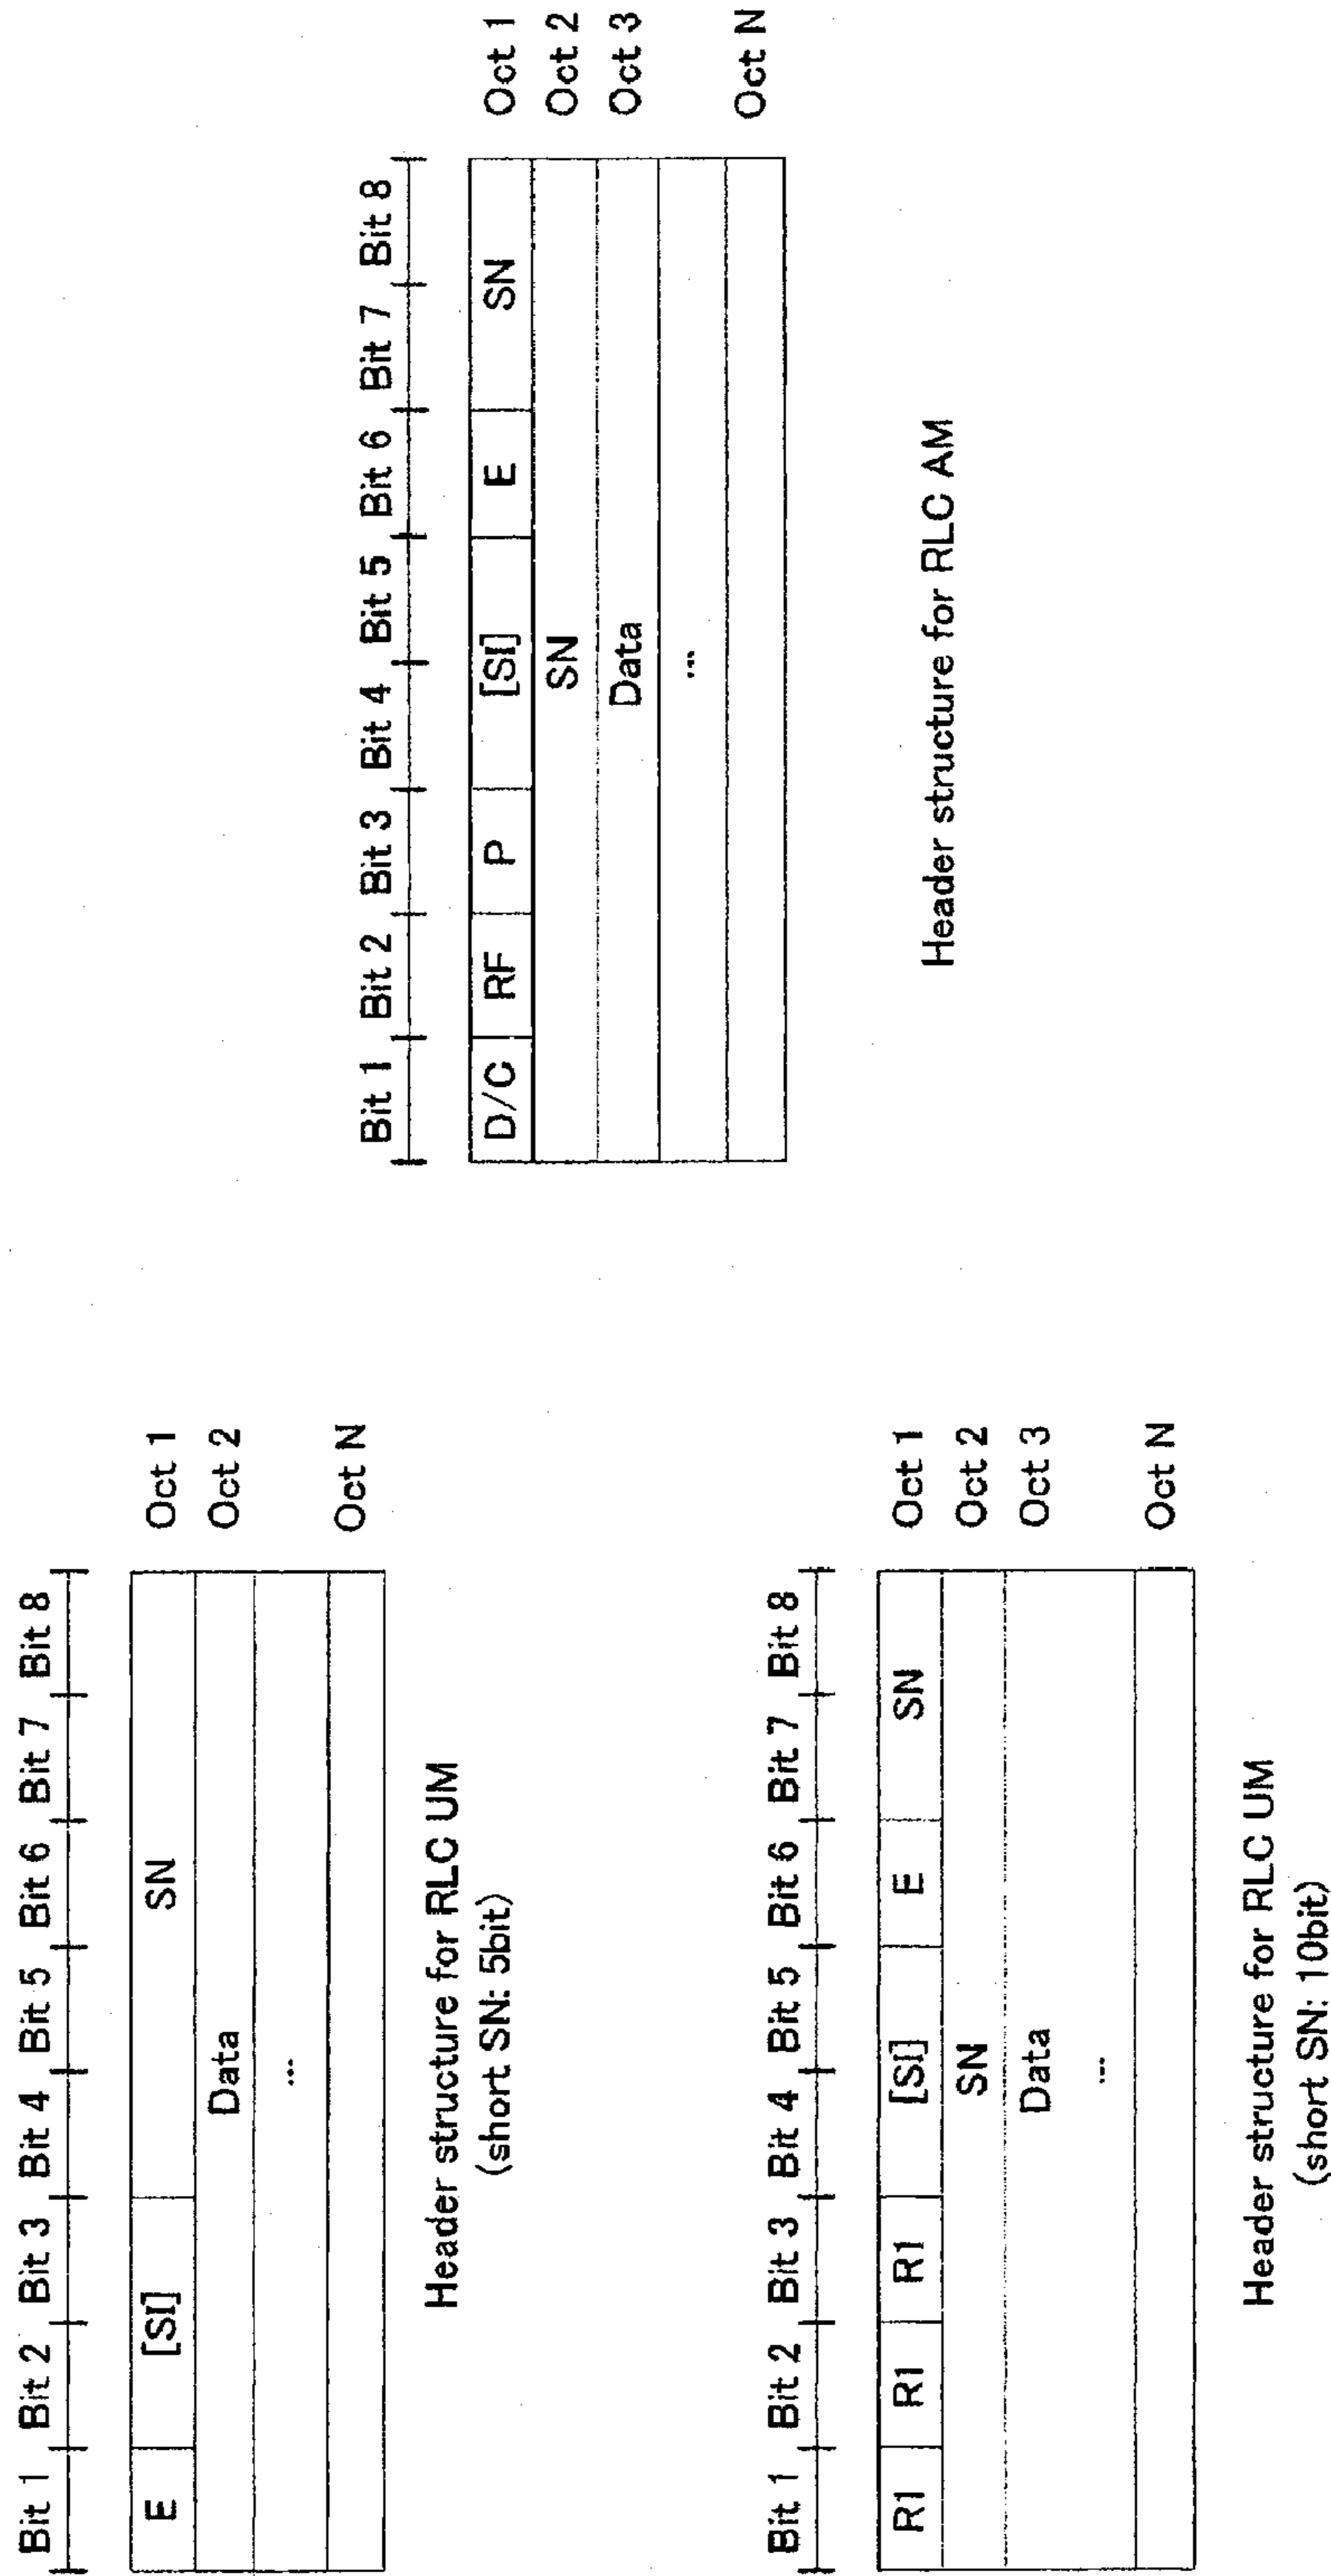 Bit 1 Bit 2 Bit 3 Bit 4 Bit 5 Bit 6 Bit 7 Bit 8
E [SI] SN Oct 1
Data Oct 2
...
Oct N
Header structure for RLC UM
(short SN: 5bit)
Bit 1 Bit 2 Bit 3 Bit 4 Bit 5 Bit 6 Bit 7 Bit 8
R1 R1 R1 [SI] E SN Oct 1
SN Oct 2
Data Oct 3
...
Oct N
Header structure for RLC UM
(short SN: 10bit)
Bit 1 Bit 2 Bit 3 Bit 4 Bit 5 Bit 6 Bit 7 Bit 8
D/C RF P [SI] E SN Oct 1
SN Oct 2
Data Oct 3
...
Oct N
Header structure for RLC AM